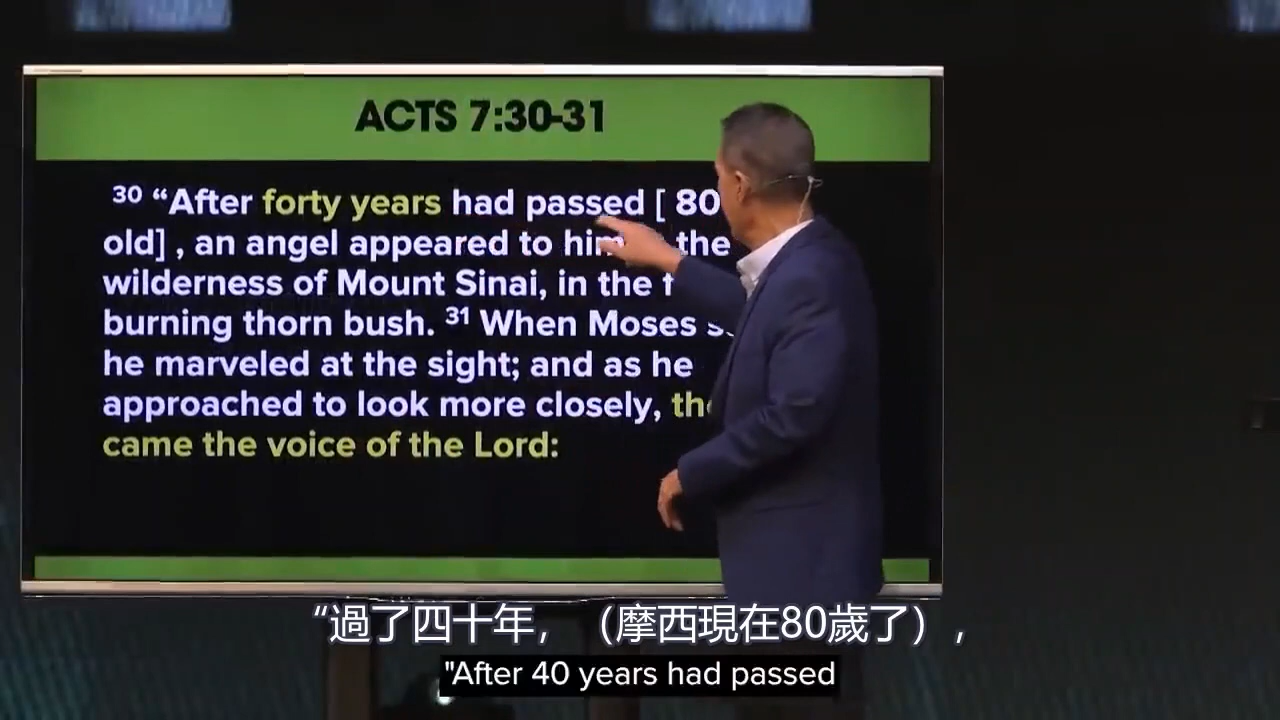 ACTS 7:30-31
30 “After forty years had passed [ 80
old] , an angel appeared to him the
wilderness of Mount Sinai, in the
burning thorn bush. 31 When Moses
he marveled at the sight; and as he
approached to look more closely,
came the voice of the Lord:
“過了四十年，（摩西現在80歲了），
"After 40 years had passed